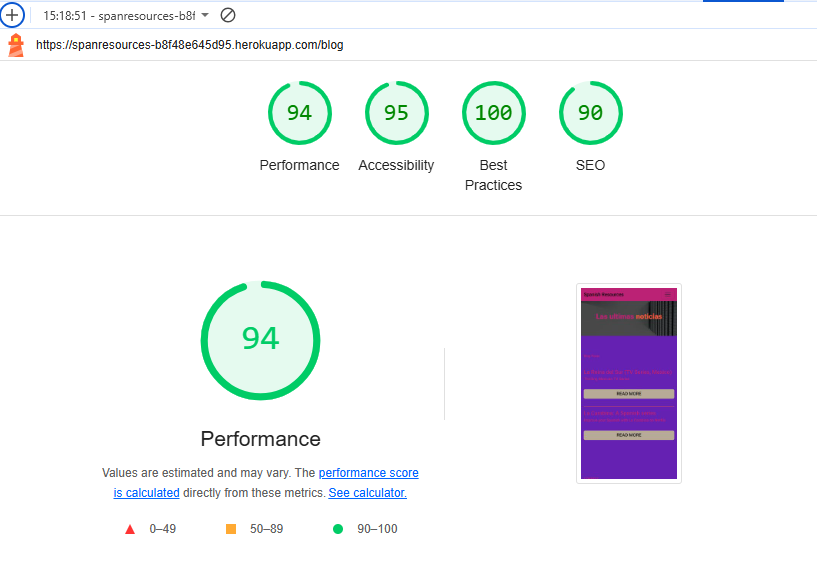 15:18:51 - spanresources-b8f
https://spanresources-b8f48e645d95.herokuapp.com/blog
94
95
100
90
Performance
Accessibility
Best
Practices
SEO
94
Performance
Values are estimated and may vary. The performance score
is calculated directly from these metrics. See calculator.
0–49
50–89
90–100
Spanish Resources
Las últimas noticias
READ MORE
READ MORE